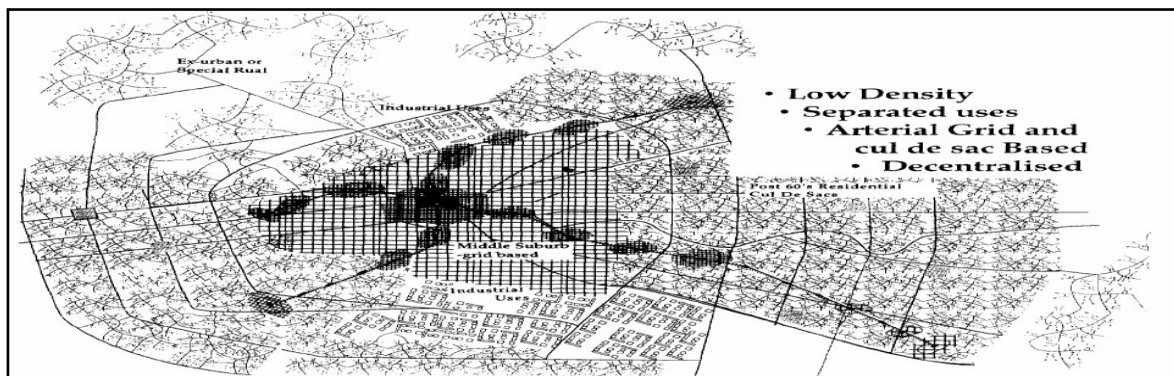 Ex-urban or
Special Rual
Industrial Uses
• Low Density
• Separated uses
• Arterial Grid and
cul de sac Based
• Decentralised
Post 60's Residential
Cul De Sacs
Middle Suburb
-grid based
Industrial
Uses